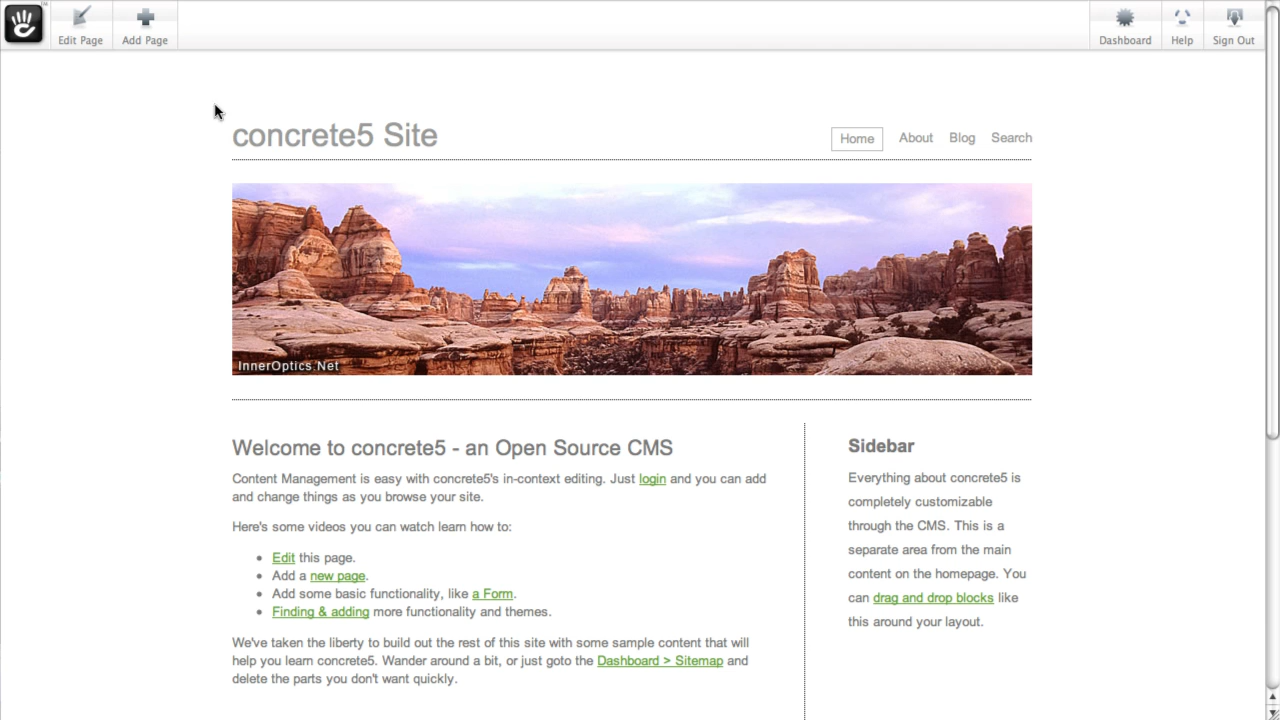 Edit Page
Add Page
Dashboard
Help
Sign Out
concrete5 Site
Home
About
Blog
Search
InnerOptics.Net
Welcome to concrete5 - an Open Source CMS
Content Management is easy with concrete5's in-context editing. Just login and you can add
and change things as you browse your site.
Here's some videos you can watch learn how to:
Edit this page.
Add a new page.
Add some basic functionality, like a Form.
Finding & adding more functionality and themes.
We've taken the liberty to build out the rest of this site with some sample content that will
help you learn concrete5. Wander around a bit, or just goto the Dashboard > Sitemap and
delete the parts you don't want quickly.
Sidebar
Everything about concrete5 is
completely customizable
through the CMS. This is a
separate area from the main
content on the homepage. You
can drag and drop blocks like
this around your layout.